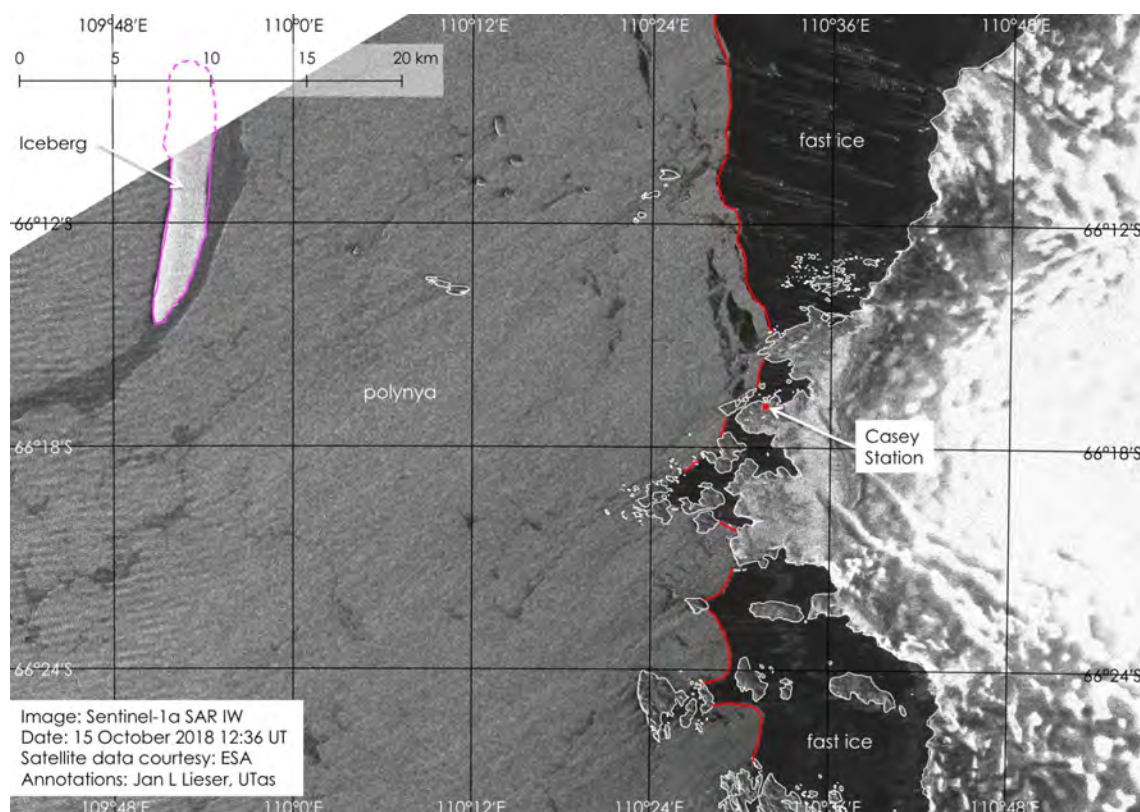 109°48'E 110°0'E 110°12'E 110°24'E 110°36'E 110°48'E
0 5 10 15 20 km
Iceberg
fast ice
66°12'S 66°12'S
polynya
Casey
Station
66°18'S 66°18'S
66°24'S 66°24'S
Image: Sentinel-1a SAR IW
Date: 15 October 2018 12:36 UT
Satellite data courtesy: ESA
Annotations: Jan L Lieser, UTas
fast ice
109°48'E 110°0'E 110°12'E 110°24'E 110°36'E 110°48'E